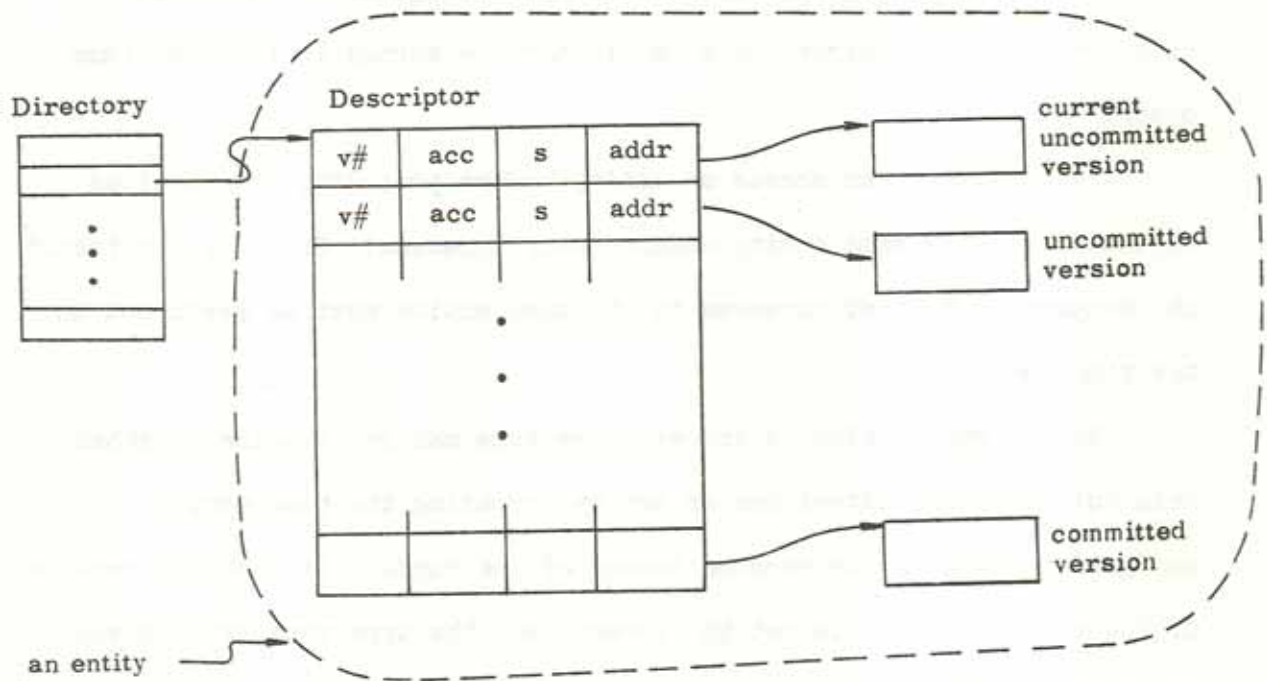 Directory
Descriptor
v# acc s addr
v# acc s addr
current
uncommitted
version
uncommitted
version
committed
version
an entity